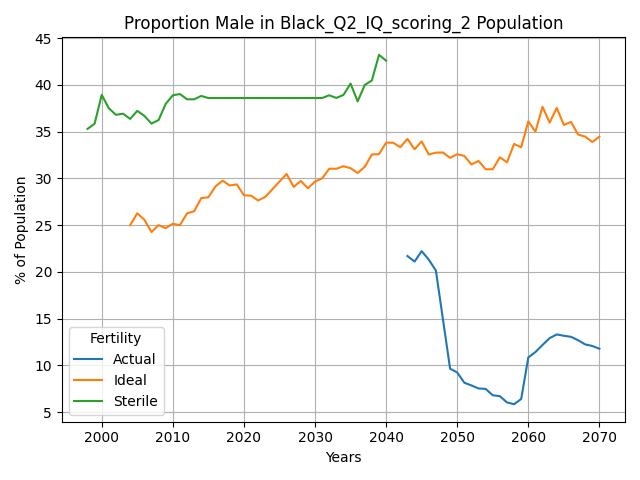 Proportion Male in Black_Q2_IQ_scoring_2 Population
% of Population
45
40
35
30
25
20
15
10
5
Fertility
Actual
Ideal
Sterile
2000 2010 2020 2030 2040 2050 2060 2070
Years